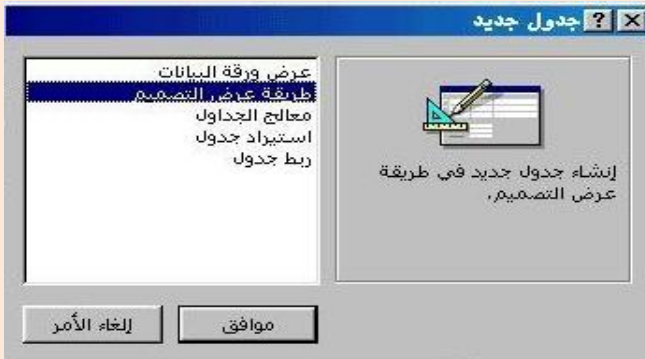 جدول جديد
إنشاء جدول جديد في طريقة
عرض التصميم.
عرض ورقة البيانات
طريقة عرض التصميم
معالج الجداول
استيراد جدول
ربط جدول
موافق
إلغاء الأمر